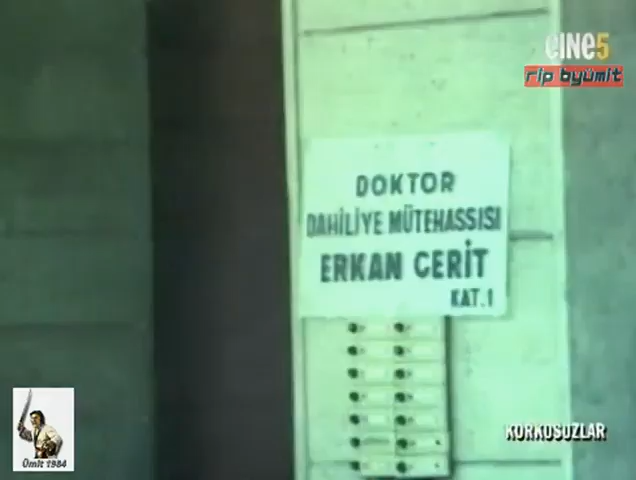 CINE5
rip byümit
DOKTOR
DAHİLİYE MÜTEHASSISI
ERKAN CERİT
KAT.1
KORKUSUZLAR
Ümit 1984